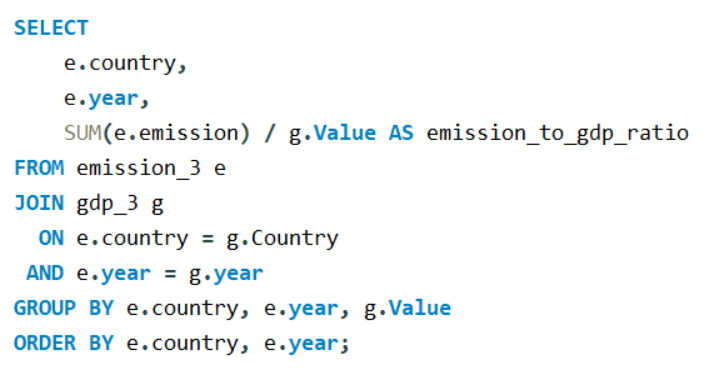 SELECT
e.country,
e.year,
SUM(e.emission) / g.Value AS emission_to_gdp_ratio
FROM emission_3 e
JOIN gdp_3 g
ON e.country = g.Country
AND e.year = g.year
GROUP BY e.country, e.year, g.Value
ORDER BY e.country, e.year;